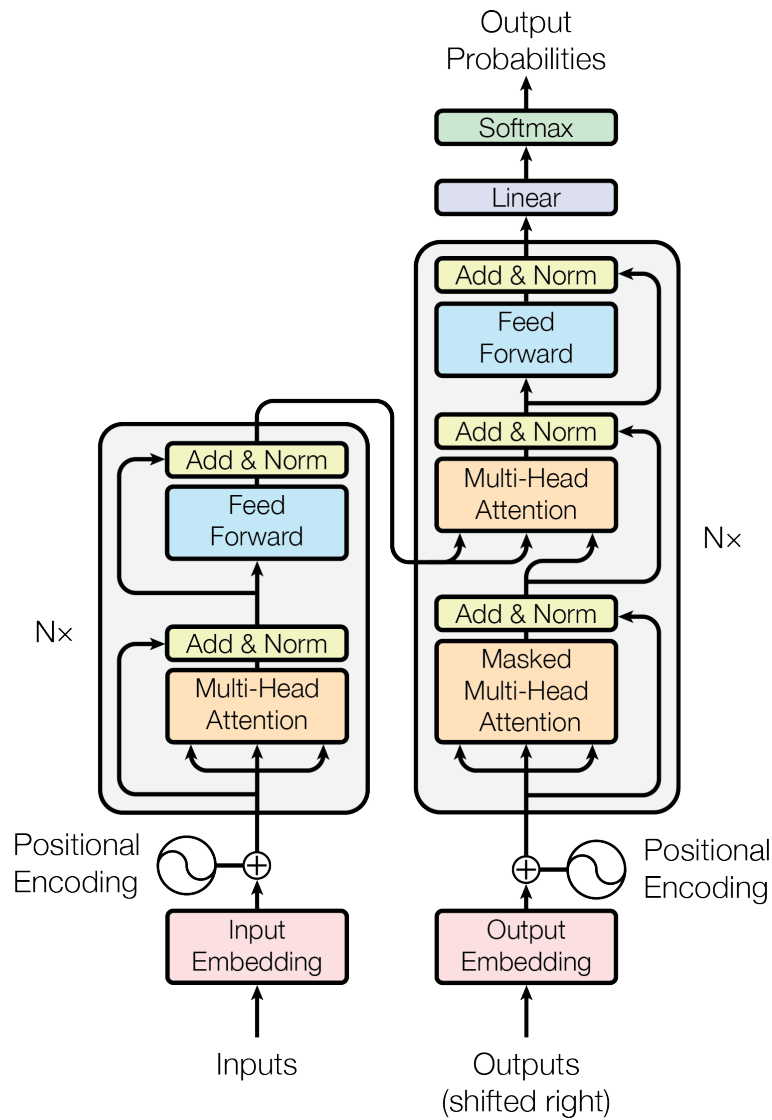 Output
Probabilities
Softmax
Linear
Add & Norm
Feed
Forward
Add & Norm
Multi-Head
Attention
Add & Norm
Masked
Multi-Head
Attention
N×
Add & Norm
Feed
Forward
Add & Norm
Multi-Head
Attention
N×
Positional
Encoding
Positional
Encoding
Input
Embedding
Output
Embedding
Inputs
Outputs
(shifted right)